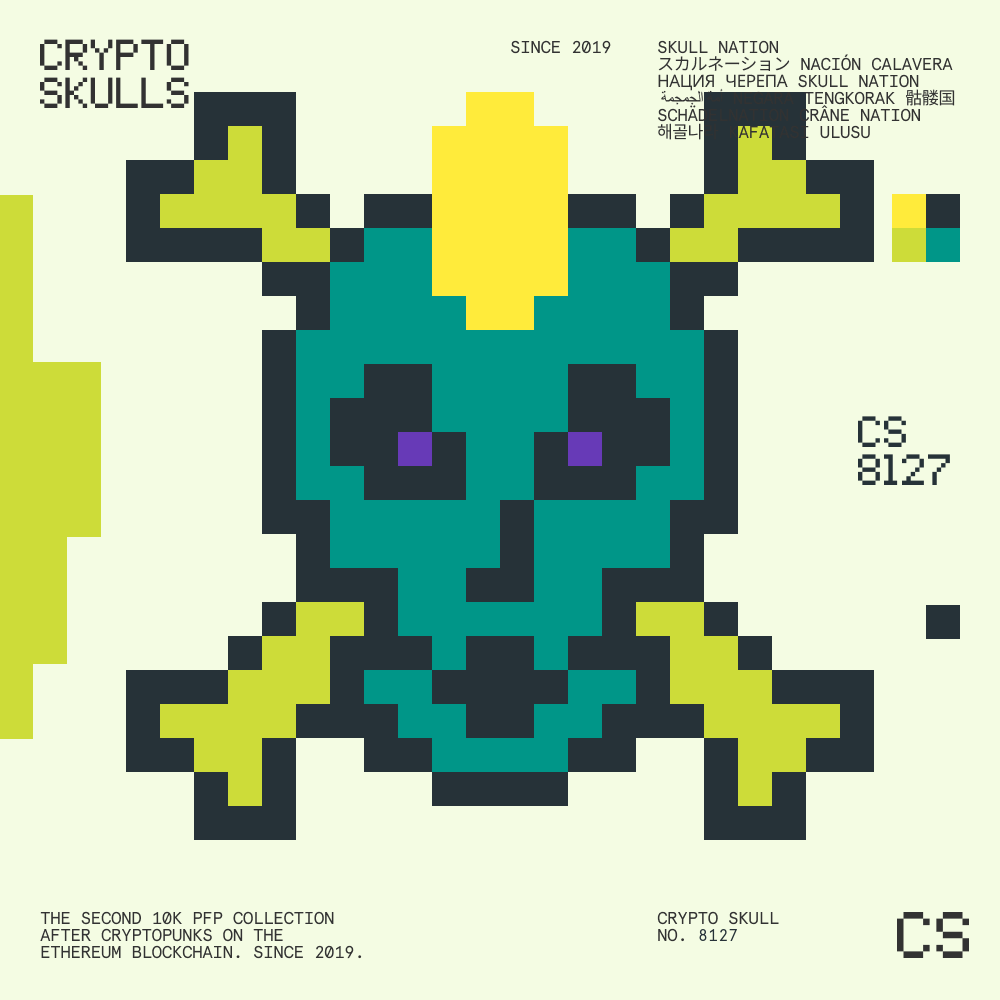 CRYPTO
SKULLS
SINCE 2019
SKULL NATION
スカルネーション NACIÓN CALAVERA
НАЦИЯ ЧЕРЕПА SKULL NATION
الجمجمة TENGKORAK 骷髅国
CRÂNE NATION
해골나 ULUSU
CS
8127
THE SECOND 10K PFP COLLECTION
AFTER CRYPTOPUNKS ON THE
ETHEREUM BLOCKCHAIN. SINCE 2019.
CRYPTO SKULL
NO. 8127
CS